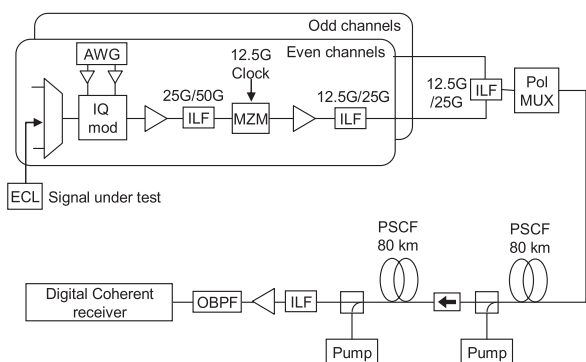 Odd channels
Even channels
AWG
12.5G
Clock
25G/50G
12.5G/25G
12.5G
/25G
IQ
mod
ILF
MZM
ILF
ILF
Pol
MUX
ECL
Signal under test
PSCF
80 km
PSCF
80 km
Digital Coherent
receiver
OBPF
ILF
Pump
Pump